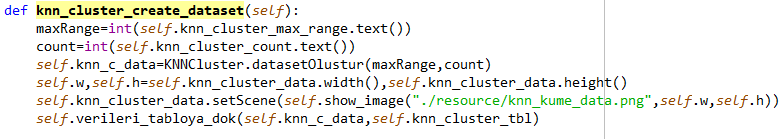 def knn_cluster_create_dataset(self):
    maxRange=int(self.knn_cluster_max_range.text())
    count=int(self.knn_cluster_count.text())
    self.knn_c_data=KNNCluster.datasetOlustur(maxRange,count)
    self.w,self.h=self.knn_cluster_data.width(),self.knn_cluster_data.height()
    self.knn_cluster_data.setScene(self.show_image("./resource/knn_kume_data.png",self.w,self.h))
    self.verileri_tabloya_dok(self.knn_c_data,self.knn_cluster_tbl)